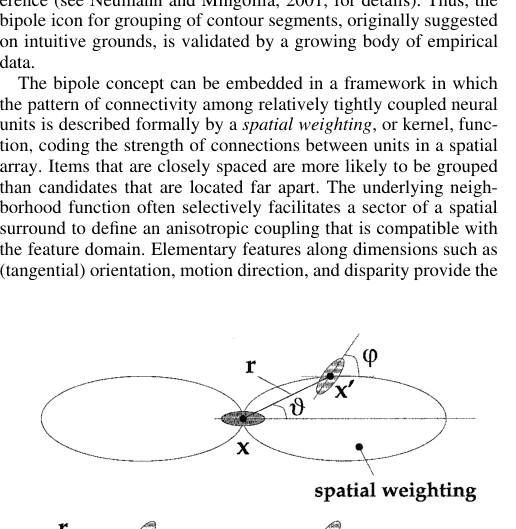 erence (see Neumann and Mingolla, 2001, for details). Thus, the
bipole icon for grouping of contour segments, originally suggested
on intuitive grounds, is validated by a growing body of empirical
data.
The bipole concept can be embedded in a framework in which
the pattern of connectivity among relatively tightly coupled neural
units is described formally by a spatial weighting, or kernel, func-
tion, coding the strength of connections between units in a spatial
array. Items that are closely spaced are more likely to be grouped
than candidates that are located far apart. The underlying neigh-
borhood function often selectively facilitates a sector of a spatial
surround to define an anisotropic coupling that is compatible with
the feature domain. Elementary features along dimensions such as
(tangential) orientation, motion direction, and disparity provide the
r
φ
x′
ϑ
x
spatial weighting
r